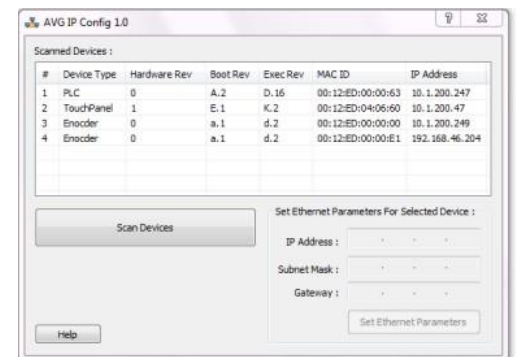 AVG IP Config 1.0
Scanned Devices :
# Device Type Hardware Rev Boot Rev Exec Rev MAC ID IP Address
1 PLC 0 A.2 D.16 00:12:ED:00:00:63 10.1.200.247
2 TouchPanel 1 E.1 K.2 00:12:ED:04:06:60 10.1.200.47
3 Enocder 0 a.1 d.2 00:12:ED:00:00:00 10.1.200.249
4 Enocder 0 a.1 d.2 00:12:ED:00:00:E1 192.168.46.204
Scan Devices
Set Ethernet Parameters For Selected Device :
IP Address :
Subnet Mask :
Gateway :
Set Ethernet Parameters
Help